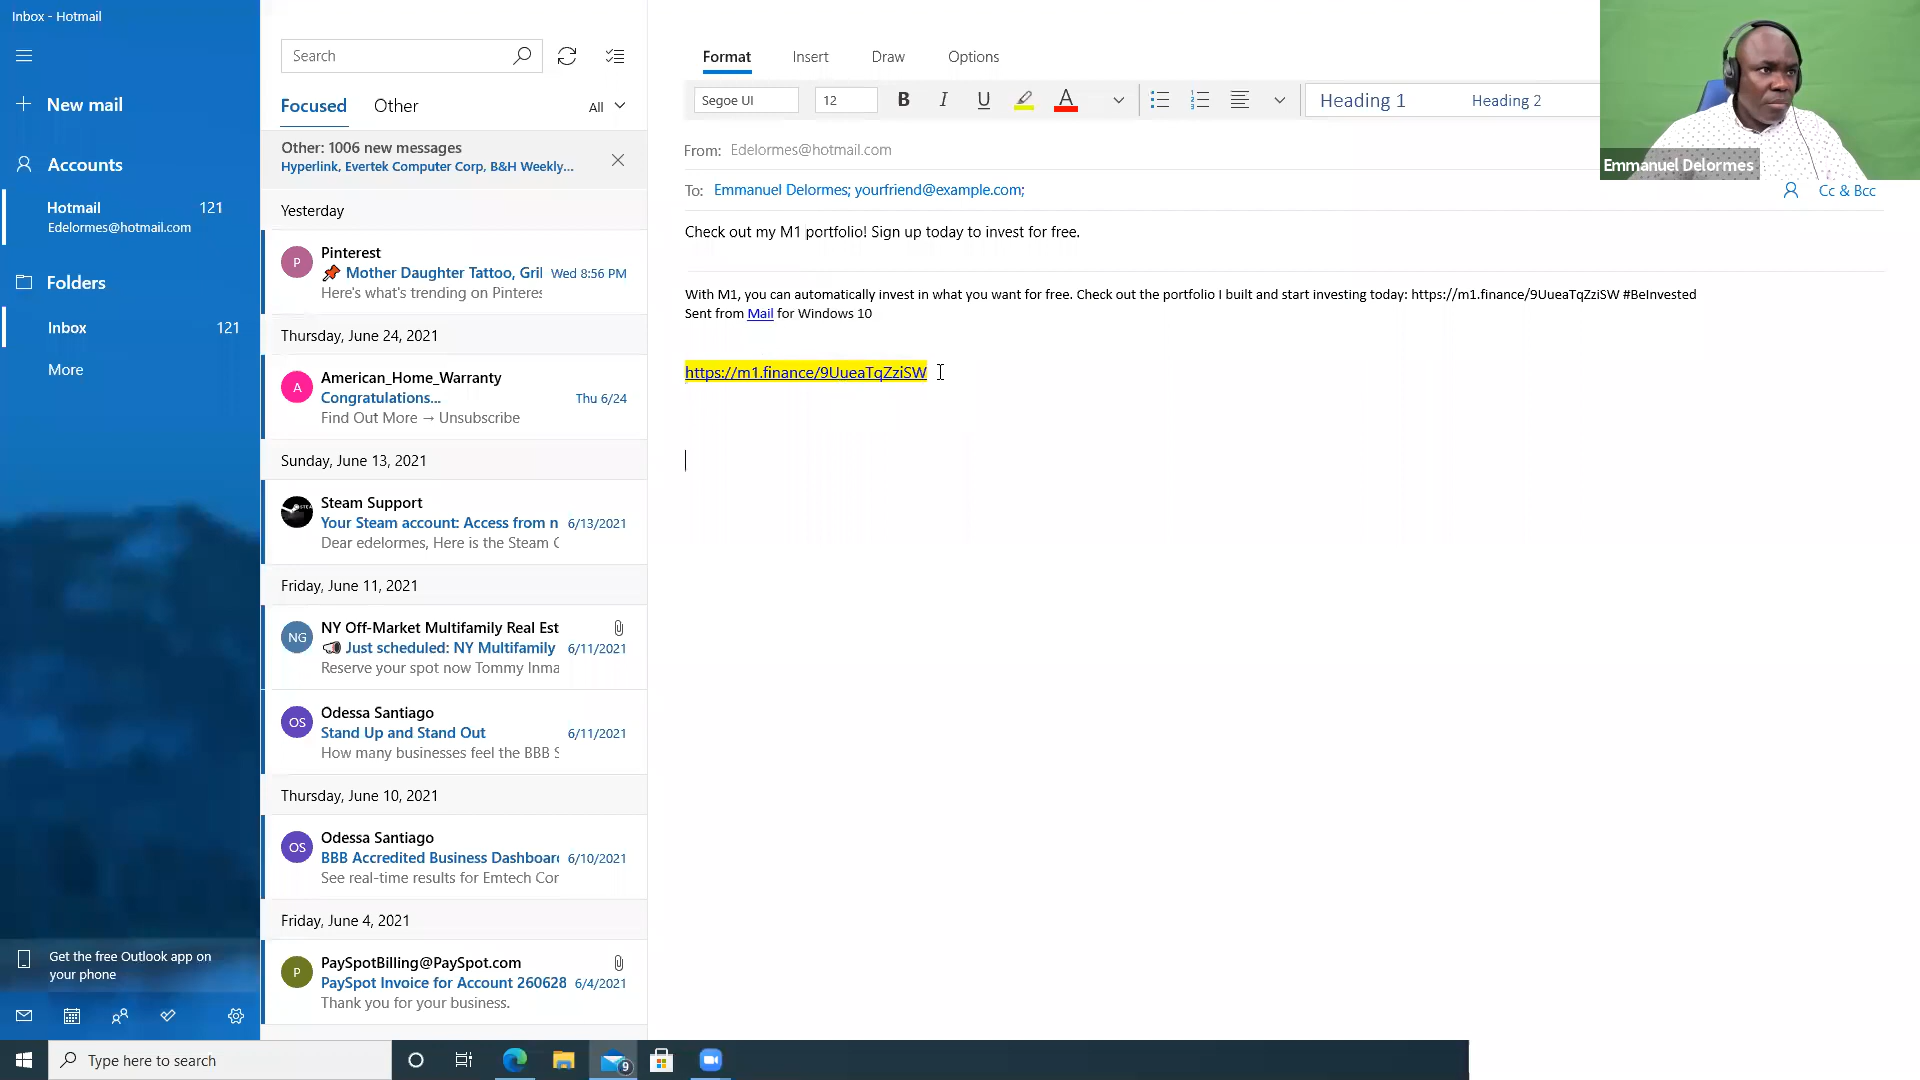 Inbox - Hotmail
New mail
Accounts
Hotmail 121
Edelormes@hotmail.com
Folders
Inbox 121
More
Get the free Outlook app on
your phone
Search
Focused Other All
Other: 1006 new messages
Hyperlink, Evertek Computer Corp, B&H Weekly...
Yesterday
P
Pinterest
Mother Daughter Tattoo, Gril Wed 8:56 PM
Here's what's trending on Pinteres
Thursday, June 24, 2021
A
American_Home_Warranty
Congratulations... Thu 6/24
Find Out More → Unsubscribe
Sunday, June 13, 2021
Steam Support
Your Steam account: Access from n 6/13/2021
Dear edelormes, Here is the Steam
Friday, June 11, 2021
NG
NY Off-Market Multifamily Real Est
Just scheduled: NY Multifamily 6/11/2021
Reserve your spot now Tommy Inma
OS
Odessa Santiago
Stand Up and Stand Out 6/11/2021
How many businesses feel the BBB S
Thursday, June 10, 2021
OS
Odessa Santiago
BBB Accredited Business Dashboard 6/10/2021
See real-time results for Emtech Cor
Friday, June 4, 2021
P
PaySpotBilling@PaySpot.com
PaySpot Invoice for Account 260628 6/4/2021
Thank you for your business.
Format Insert Draw Options
Segoe UI 12 B I U A Heading 1 Heading 2
From: Edelormes@hotmail.com
To: Emmanuel Delormes; yourfriend@example.com;
Cc & Bcc
Check out my M1 portfolio! Sign up today to invest for free.
With M1, you can automatically invest in what you want for free. Check out the portfolio I built and start investing today: https://m1.finance/9UueaTqZziSW #BeInvested
Sent from Mail for Windows 10
https://m1.finance/9UueaTqZziSW
Emmanuel Delormes
Type here to search
9